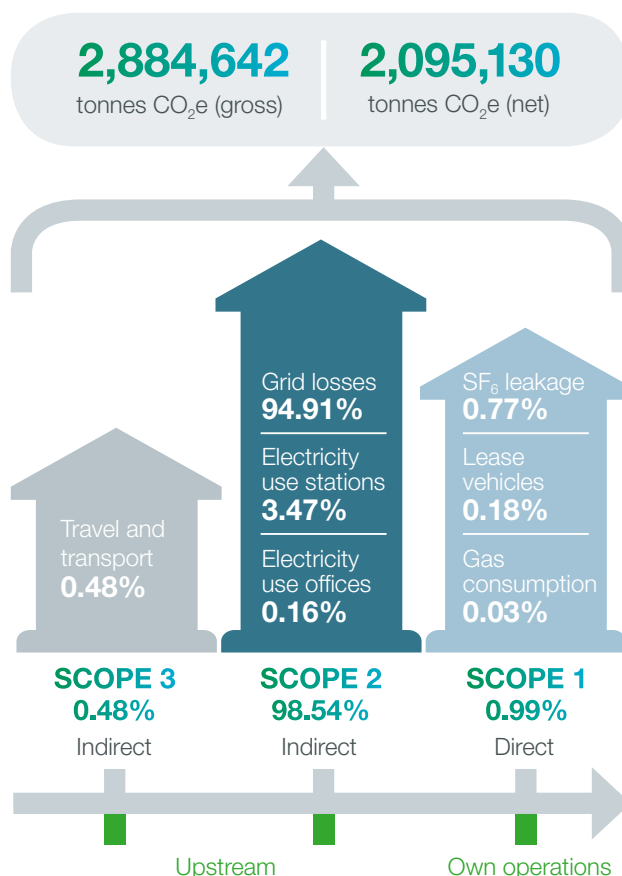 2,884,642
tonnes CO₂e (gross)
2,095,130
tonnes CO₂e (net)
Travel and
transport
0.48%
Grid losses
94.91%
Electricity
use stations
3.47%
Electricity
use offices
0.16%
SF₆ leakage
0.77%
Lease
vehicles
0.18%
Gas
consumption
0.03%
SCOPE 3
0.48%
Indirect
SCOPE 2
98.54%
Indirect
SCOPE 1
0.99%
Direct
Upstream
Own operations